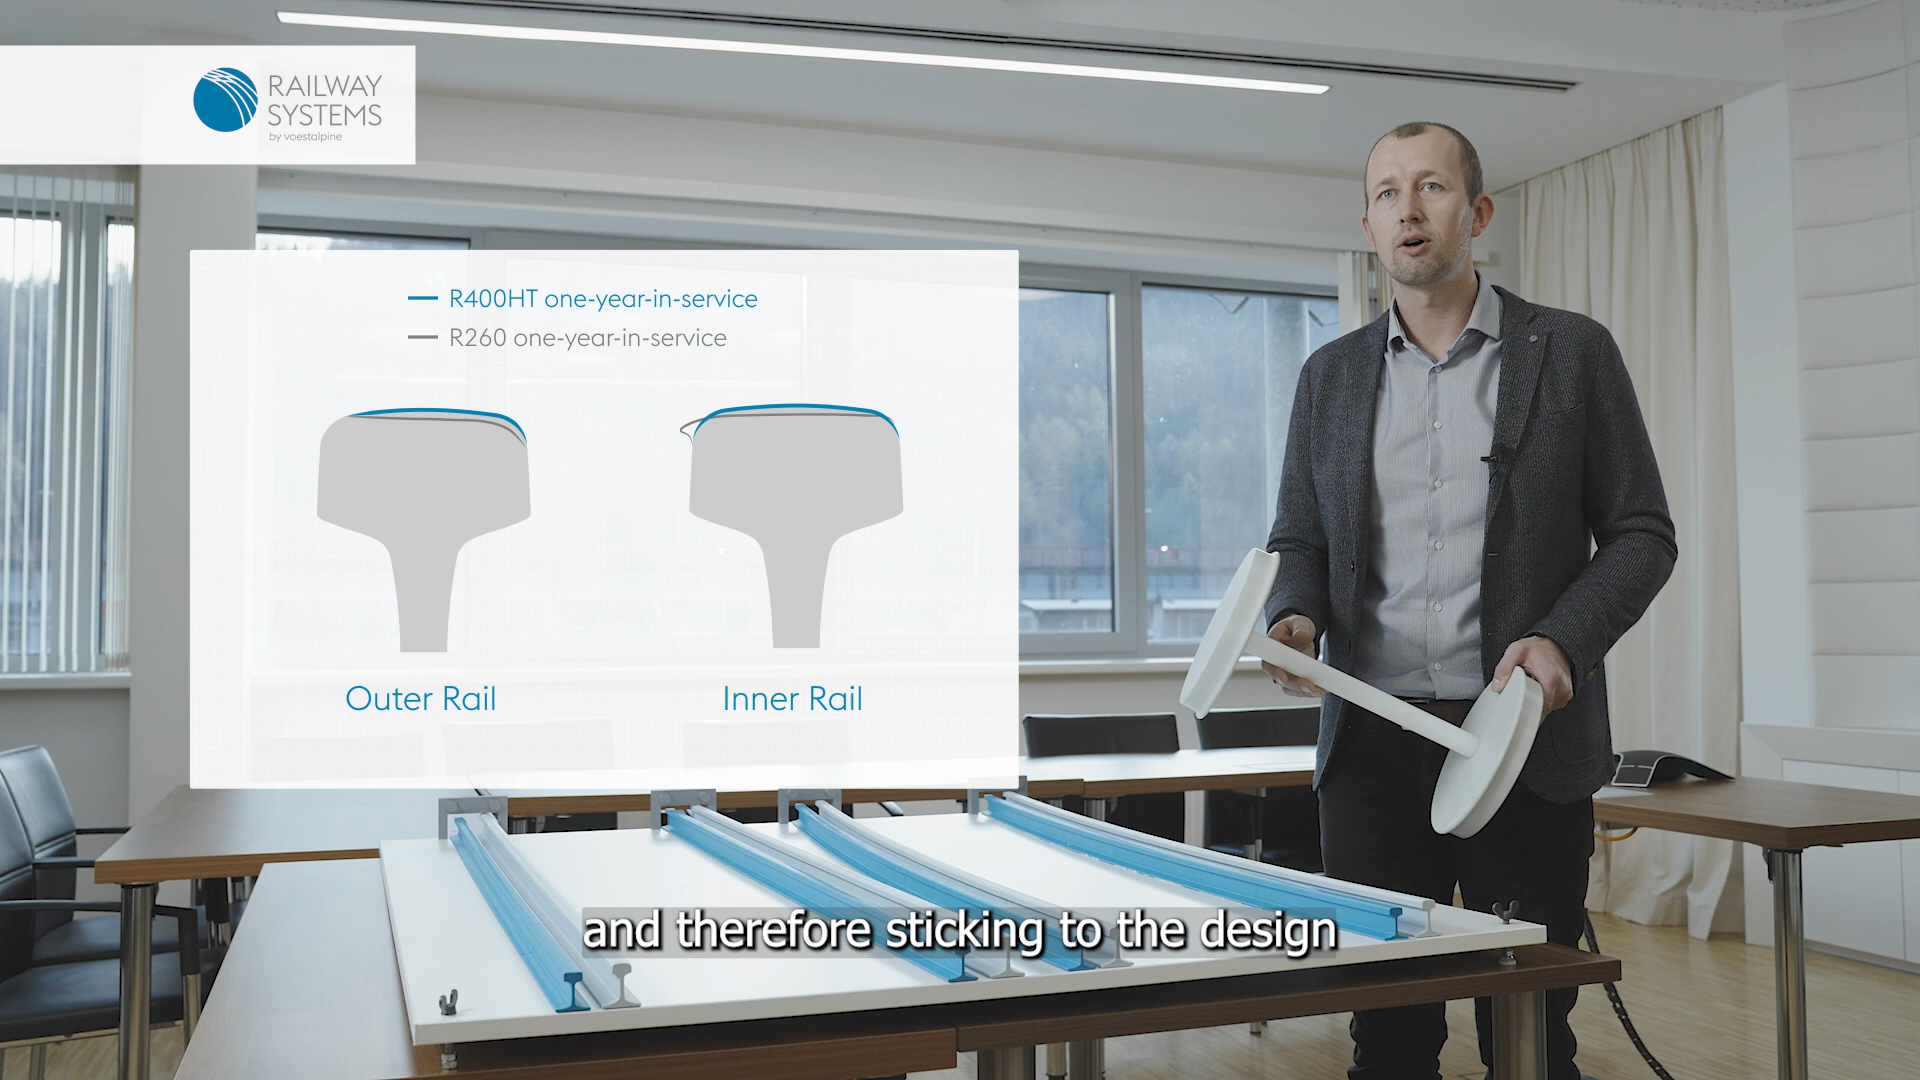 RAILWAY
SYSTEMS
by voestalpine
R400HT one-year-in-service
R260 one-year-in-service
Outer Rail
Inner Rail
and therefore sticking to the design